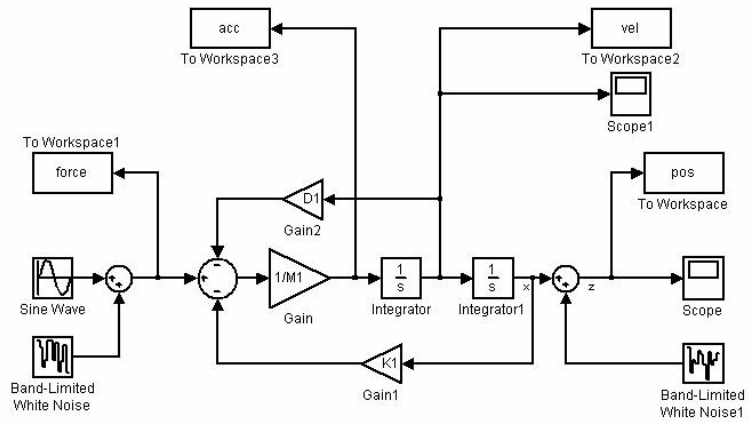 acc
To Workspace3
vel
To Workspace2
Scope1
To Workspace1
force
D1
Gain2
pos
To Workspace
Sine Wave
+
+
−
+
−
1/M1
Gain
1
s
Integrator
1
s
Integrator1
x
+
+
z
Scope
K1
Gain1
Band-Limited
White Noise
Band-Limited
White Noise1